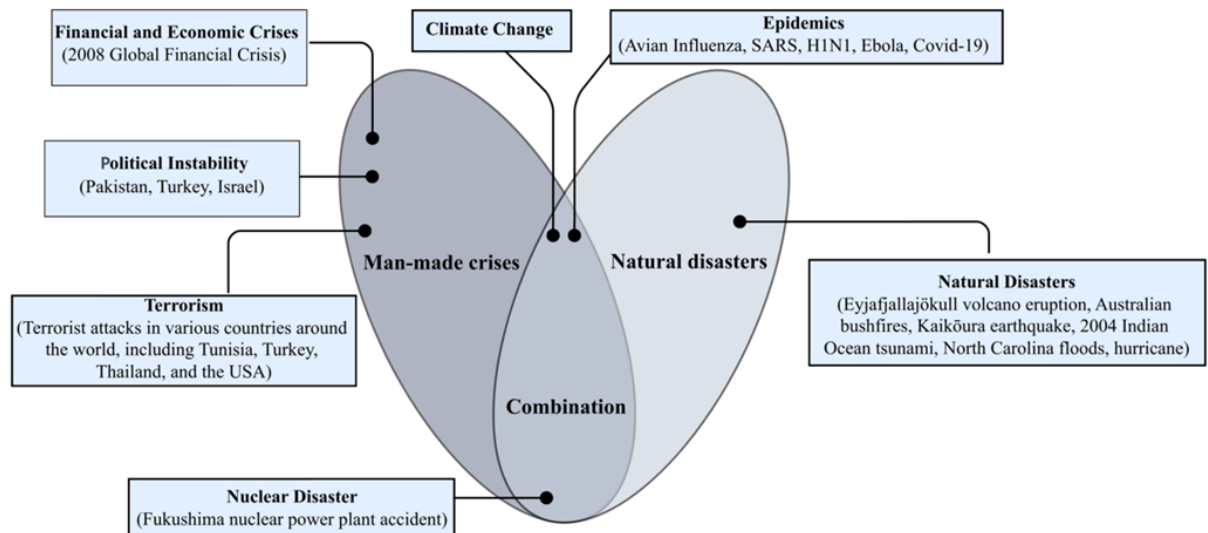 Financial and Economic Crises
(2008 Global Financial Crisis)
Climate Change
Epidemics
(Avian Influenza, SARS, H1N1, Ebola, Covid-19)
Political Instability
(Pakistan, Turkey, Israel)
Man-made crises
Natural disasters
Terrorism
(Terrorist attacks in various countries around
the world, including Tunisia, Turkey,
Thailand, and the USA)
Natural Disasters
(Eyjafjallajökull volcano eruption, Australian
bushfires, Kaikōura earthquake, 2004 Indian
Ocean tsunami, North Carolina floods, hurricane)
Combination
Nuclear Disaster
(Fukushima nuclear power plant accident)